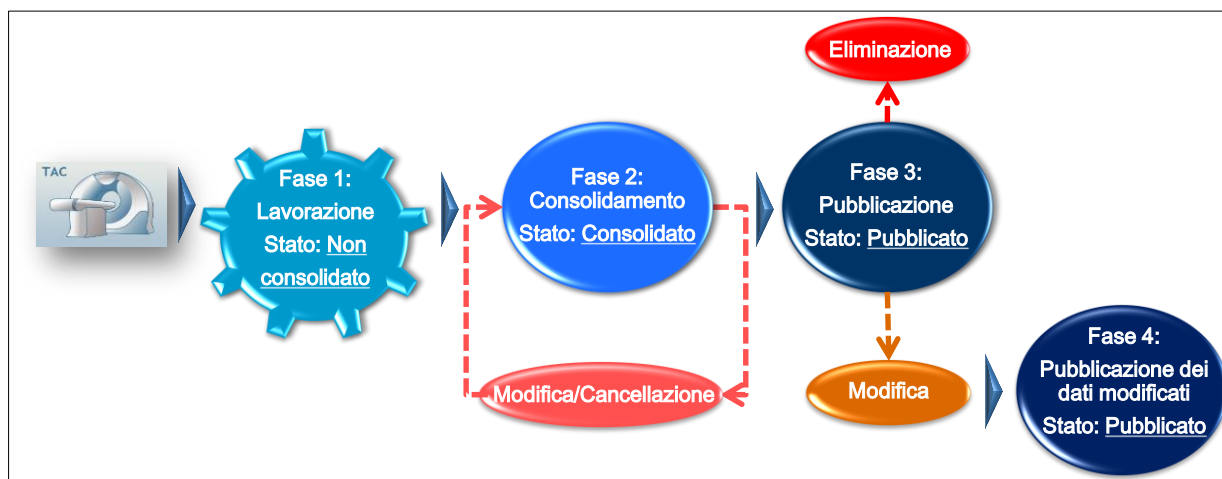 TAC
Fase 1:
Lavorazione
Stato: Non
consolidato
Fase 2:
Consolidamento
Stato: Consolidato
Modifica/Cancellazione
Eliminazione
Fase 3:
Pubblicazione
Stato: Pubblicato
Modifica
Fase 4:
Pubblicazione dei
dati modificati
Stato: Pubblicato